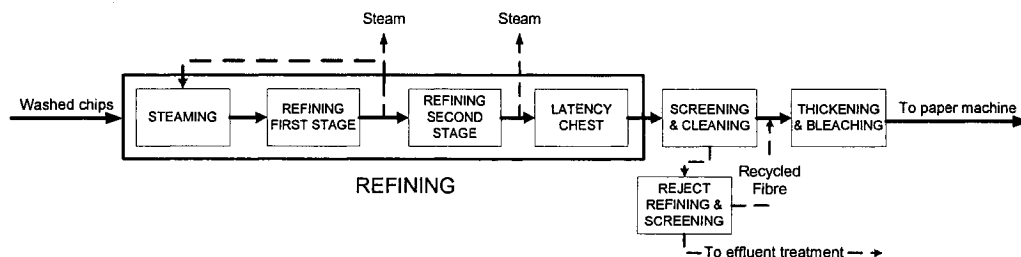 Steam
Steam
Washed chips
STEAMING
REFINING
FIRST STAGE
REFINING
SECOND
STAGE
LATENCY
CHEST
SCREENING
& CLEANING
THICKENING
& BLEACHING
To paper machine
REFINING
REJECT
REFINING &
SCREENING
Recycled
Fibre
To effluent treatment